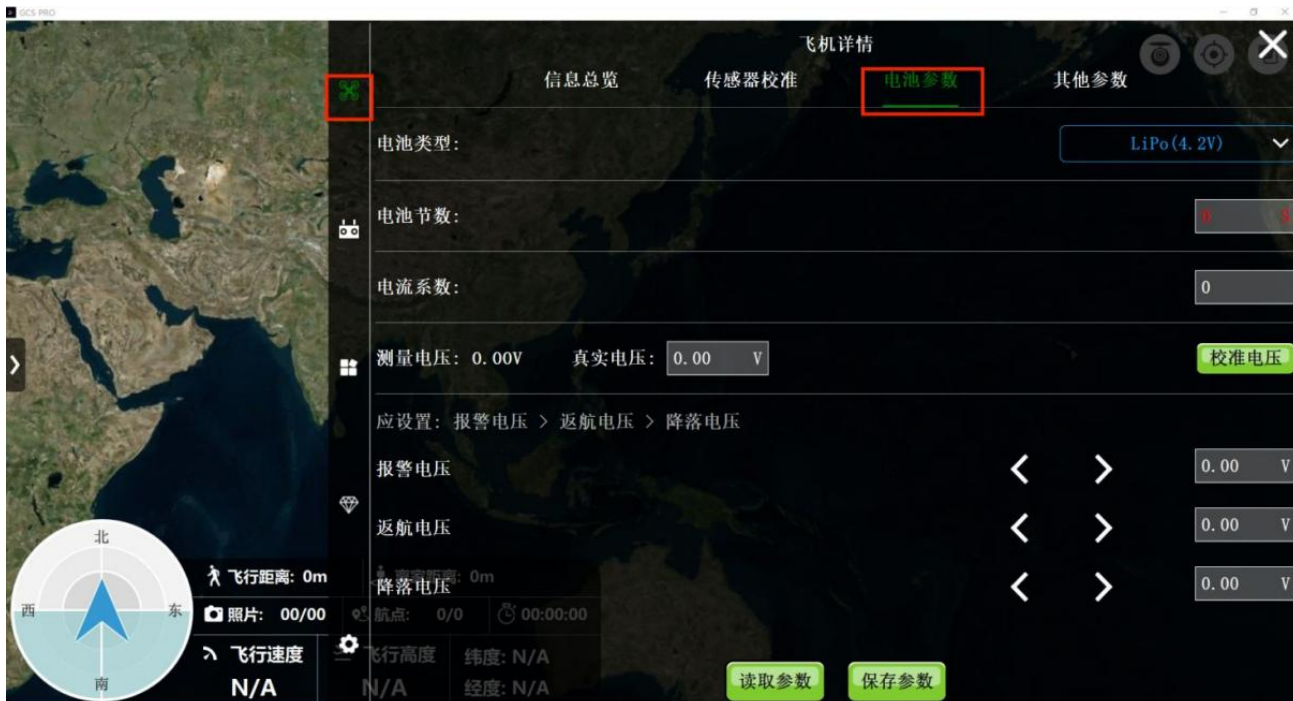 GCS PRO
飞机详情
信息总览 传感器校准 电池参数 其他参数
电池类型: LiPo(4.2V)
电池节数: 0 S
电流系数: 0
测量电压: 0.00V 真实电压: 0.00 V 校准电压
应设置: 报警电压 > 返航电压 > 降落电压
报警电压 0.00 V
返航电压 0.00 V
降落电压 0.00 V
北
西 东
南
飞行距离: 0m 离家距离: 0m
照片: 00/00 航点: 0/0 00:00:00
飞行速度 飞行高度 纬度: N/A
N/A N/A 经度: N/A
读取参数 保存参数